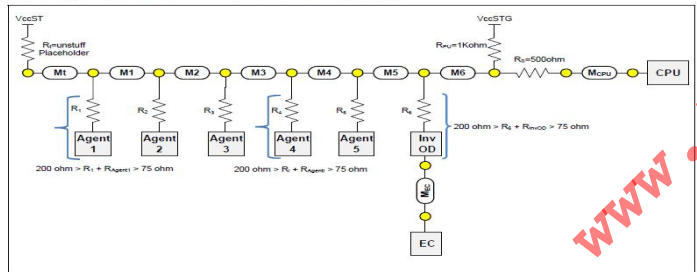 VccST
VccSTG
Rt=unstuff
Placeholder
RPU=1Kohm
RS=500ohm
Mt
M1
M2
M3
M4
M5
M6
MCPU
CPU
R1
R2
R3
R4
R5
R6
Agent
1
Agent
2
Agent
3
Agent
4
Agent
5
Inv
OD
200 ohm > R6 + RInvOD > 75 ohm
200 ohm > R1 + RAgent1 > 75 ohm
200 ohm > Ri + RAgenti > 75 ohm
MEC
EC
www.